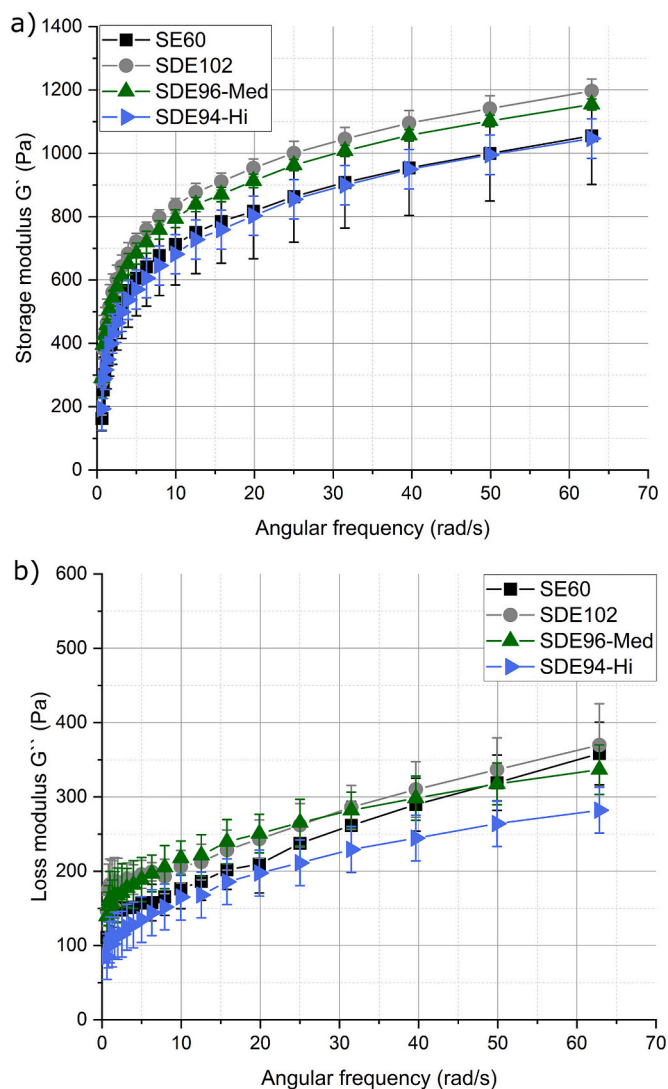 a)
SE60
SDE102
SDE96-Med
SDE94-Hi
Storage modulus G` (Pa)
1400
1200
1000
800
600
400
200
0
0 10 20 30 40 50 60 70
Angular frequency (rad/s)
b)
SE60
SDE102
SDE96-Med
SDE94-Hi
Loss modulus G`` (Pa)
600
500
400
300
200
100
0
0 10 20 30 40 50 60 70
Angular frequency (rad/s)